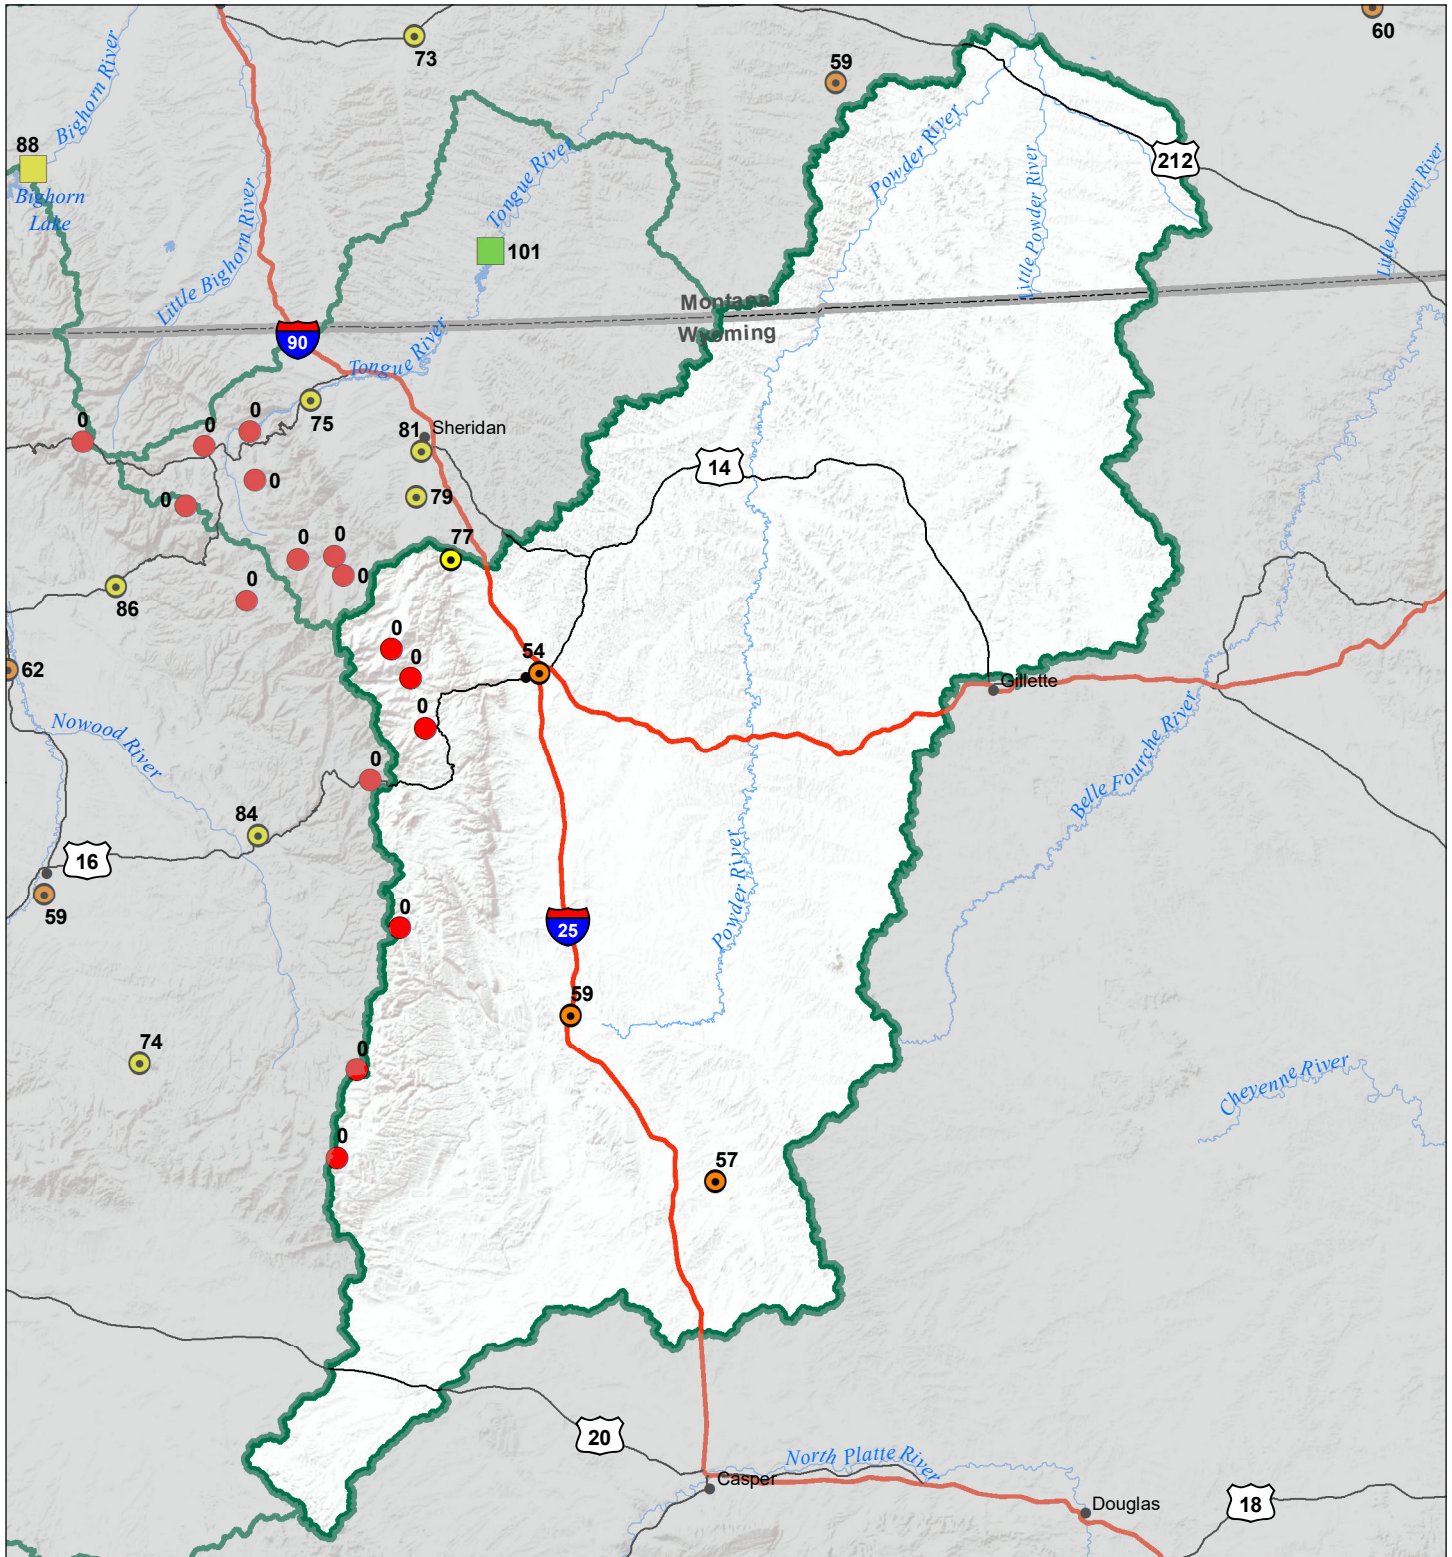 60
73
59
Bighorn River
88
Powder River
212
Tongue River
Little Powder River
Little Missouri River
Bighorn
Lake
Little Bighorn River
101
Montana
Wyoming
90
Tongue River
75
0
0
0
81
Sheridan
14
0
0
79
77
0
0
0
0
86
54
0
0
62
Gillette
0
Nowood River
Belle Fourche River
0
84
16
Powder River
59
0
25
59
74
0
Cheyenne River
0
57
20
North Platte River
Casper
Douglas
18